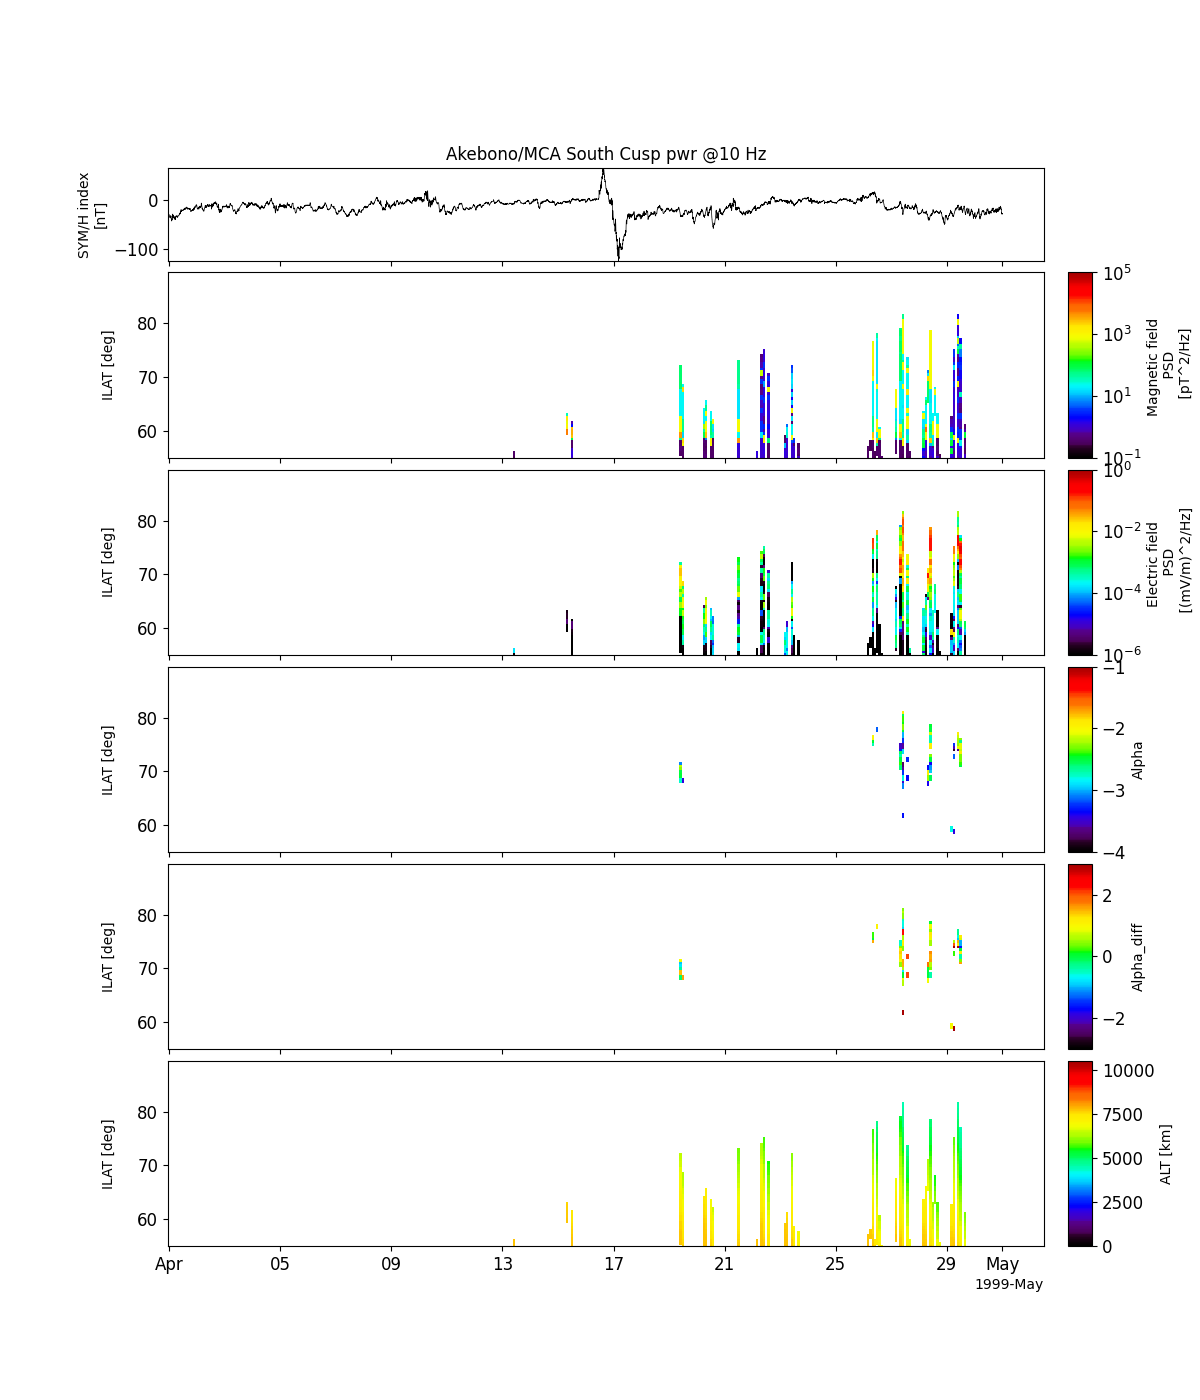 Akebono/MCA South Cusp pwr @10 Hz
SYM/H index
[nT]
0
−100
ILAT [deg]
80
70
60
10^5
10^3
10^1
10^−1
Magnetic field
PSD
[pT^2/Hz]
ILAT [deg]
80
70
60
10^0
10^−2
10^−4
10^−6
Electric field
PSD
[(mV/m)^2/Hz]
ILAT [deg]
80
70
60
−1
−2
−3
−4
Alpha
ILAT [deg]
80
70
60
2
0
−2
Alpha_diff
ILAT [deg]
80
70
60
10000
7500
5000
2500
0
ALT [km]
Apr 05 09 13 17 21 25 29 May
1999-May